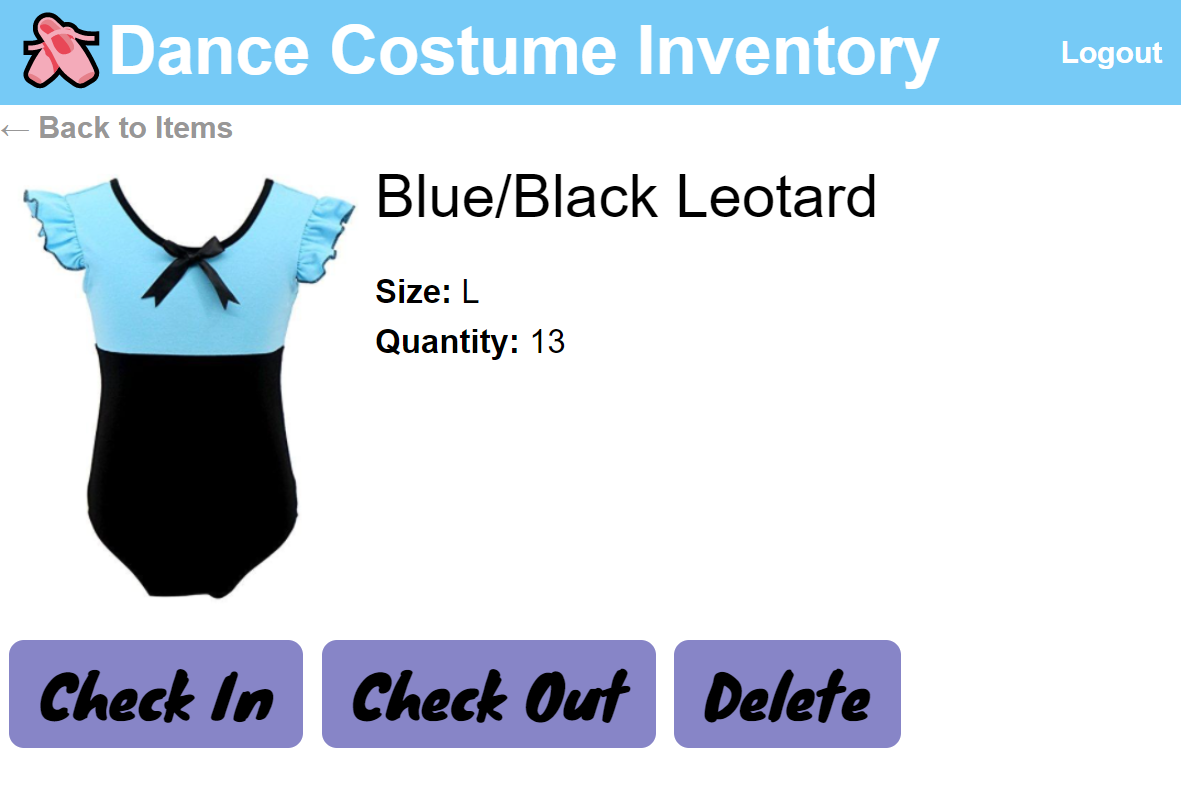 Dance Costume Inventory
Logout
← Back to Items
Blue/Black Leotard
Size: L
Quantity: 13
Check In
Check Out
Delete